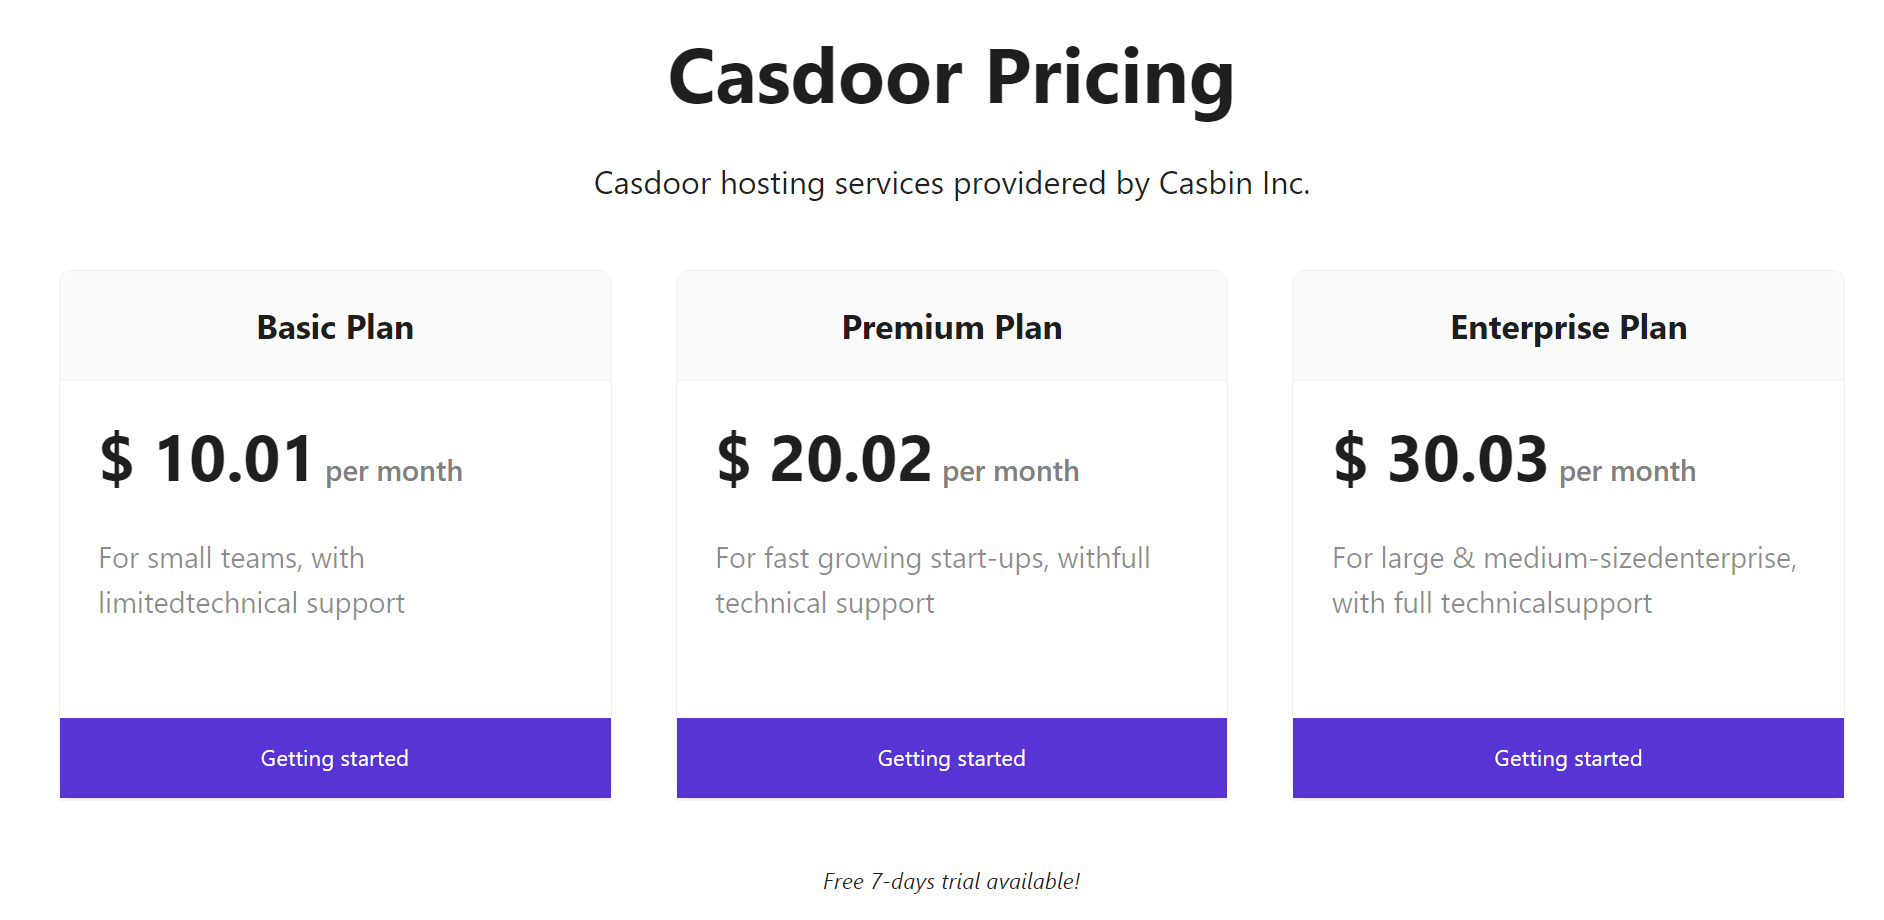 Casdoor Pricing
Casdoor hosting services providered by Casbin Inc.
Basic Plan
$ 10.01 per month
For small teams, with
limitedtechnical support
Getting started
Premium Plan
$ 20.02 per month
For fast growing start-ups, withfull
technical support
Getting started
Enterprise Plan
$ 30.03 per month
For large & medium-sizedenterprise,
with full technicalsupport
Getting started
Free 7-days trial available!